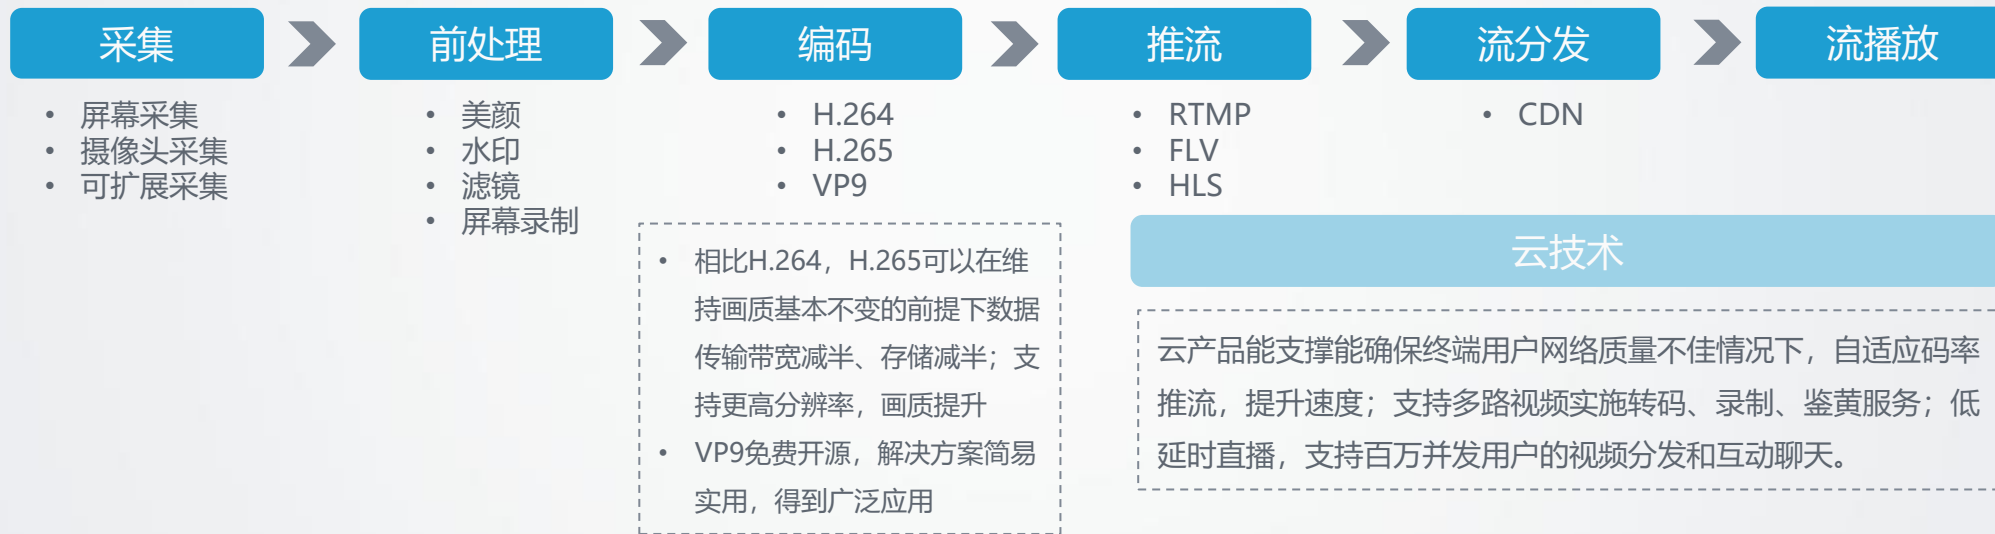 采集
前处理
编码
推流
流分发
流播放
• 屏幕采集
• 摄像头采集
• 可扩展采集
• 美颜
• 水印
• 滤镜
• 屏幕录制
• H.264
• H.265
• VP9
• RTMP
• FLV
• HLS
• CDN
• 相比H.264，H.265可以在维
持画质基本不变的前提下数据
传输带宽减半、存储减半；支
持更高分辨率，画质提升
• VP9免费开源，解决方案简易
实用，得到广泛应用
云技术
云产品能支撑能确保终端用户网络质量不佳情况下，自适应码率
推流，提升速度；支持多路视频实施转码、录制、鉴黄服务；低
延时直播，支持百万并发用户的视频分发和互动聊天。